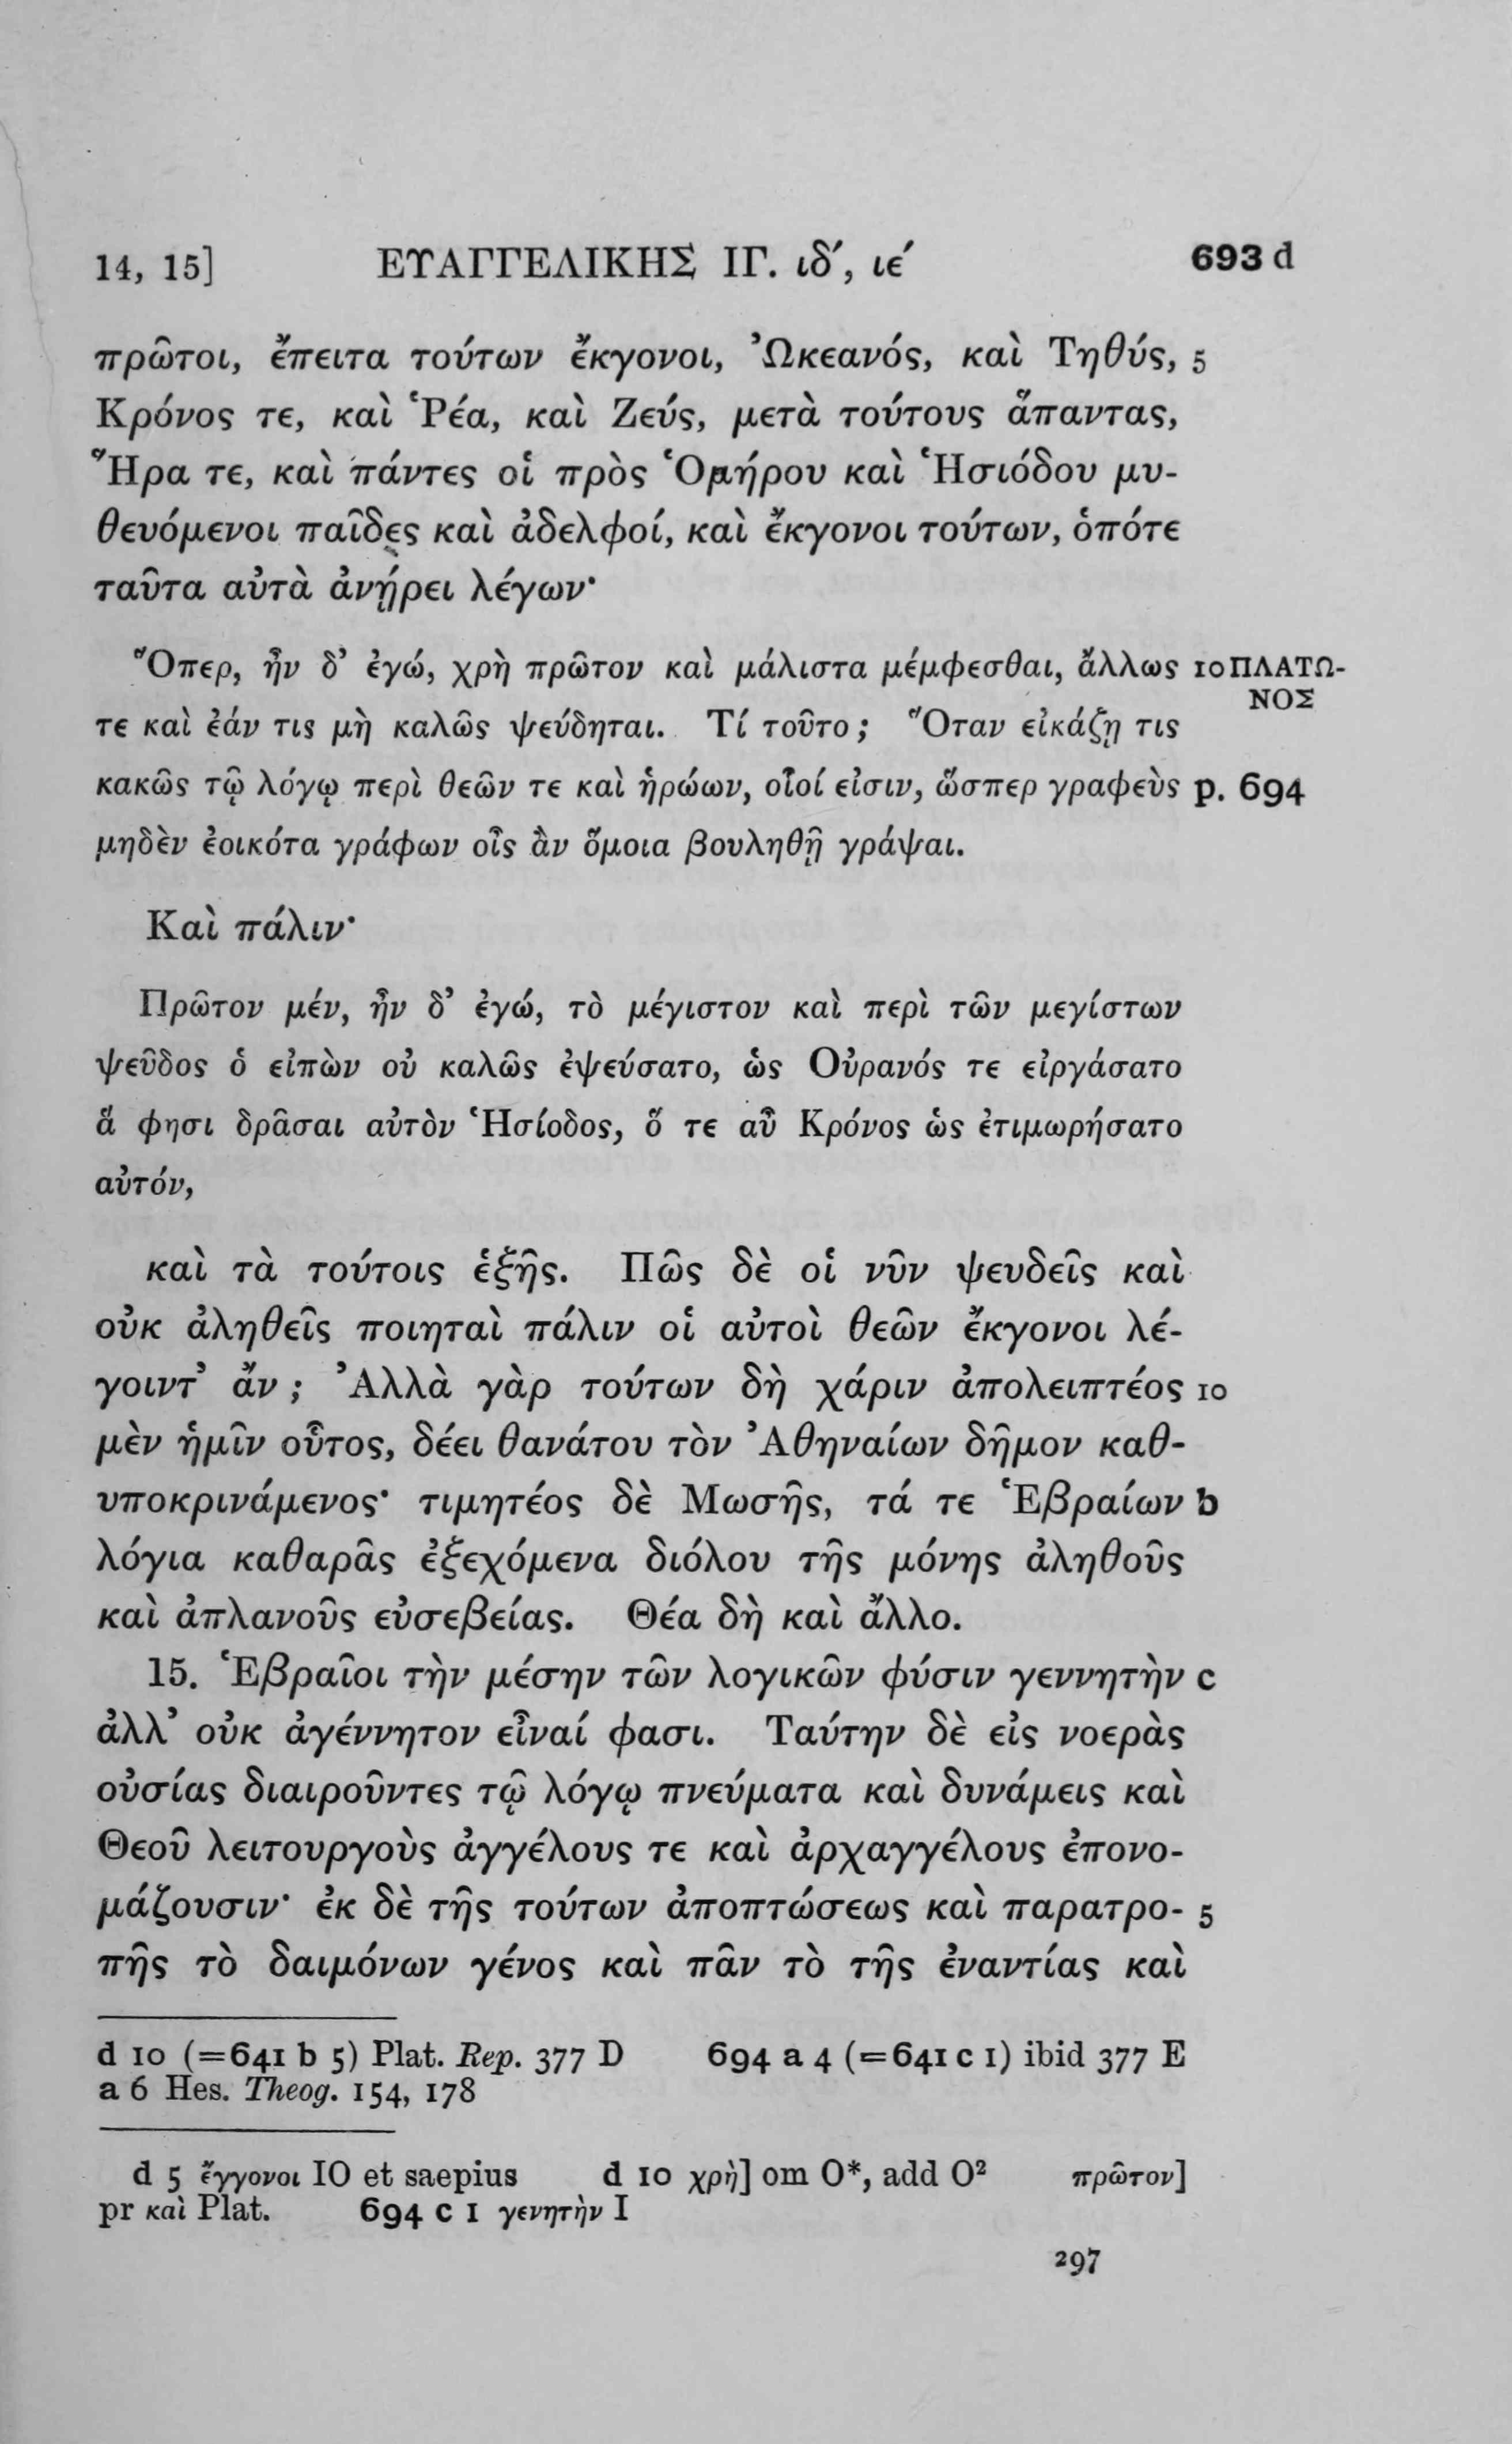 14, 15] ΕΥΑΓΓΕΛΙΚΗΣ ΙΓ. ιδ′, ιε′ 693 d
πρῶτοι, ἔπειτα τούτων ἔκγονοι, Ὠκεανός, καὶ Τηθύς, 5
Κρόνος τε, καὶ Ῥέα, καὶ Ζεύς, μετὰ τούτους ἅπαντας,
Ἥρα τε, καὶ πάντες οἱ πρὸς Ὁμήρου καὶ Ἡσιόδου μυ-
θευόμενοι παῖδες καὶ ἀδελφοί, καὶ ἔκγονοι τούτων, ὁπότε
ταῦτα αὐτὰ ἀνῄρει λέγων·
Ὅπερ, ἦν δ’ ἐγώ, χρὴ πρῶτον καὶ μάλιστα μέμφεσθαι, ἄλλως 10 ΠΛΑΤΩ-
ΝΟΣ
τε καὶ ἐάν τις μὴ καλῶς ψεύδηται. Τί τοῦτο; Ὅταν εἰκάζῃ τις
κακῶς τῷ λόγῳ περὶ θεῶν τε καὶ ἡρώων, οἷοί εἰσιν, ὥσπερ γραφεὺς p. 694
μηδὲν ἐοικότα γράφων οἷς ἂν ὅμοια βουληθῇ γράψαι.
Καὶ πάλιν·
Πρῶτον μέν, ἦν δ’ ἐγώ, τὸ μέγιστον καὶ περὶ τῶν μεγίστων
ψεῦδος ὁ εἰπὼν οὐ καλῶς ἐψεύσατο, ὡς Οὐρανός τε εἰργάσατο
ἅ φησι δρᾶσαι αὐτὸν Ἡσίοδος, ὅ τε αὖ Κρόνος ὡς ἐτιμωρήσατο
αὐτόν,
καὶ τὰ τούτοις ἑξῆς. Πῶς δὲ οἱ νῦν ψευδεῖς καὶ
οὐκ ἀληθεῖς ποιηταὶ πάλιν οἱ αὐτοὶ θεῶν ἔκγονοι λέ-
γοιντ’ ἄν; Ἀλλὰ γὰρ τούτων δὴ χάριν ἀπολειπτέος 10
μὲν ἡμῖν οὗτος, δέει θανάτου τὸν Ἀθηναίων δῆμον καθ-
υποκρινάμενος· τιμητέος δὲ Μωσῆς, τά τε Ἑβραίων b
λόγια καθαρᾶς ἐξεχόμενα διόλου τῆς μόνης ἀληθοῦς
καὶ ἀπλανοῦς εὐσεβείας. Θέα δὴ καὶ ἄλλο.
15. Ἑβραῖοι τὴν μέσην τῶν λογικῶν φύσιν γεννητὴν c
ἀλλ’ οὐκ ἀγέννητον εἶναί φασι. Ταύτην δὲ εἰς νοερὰς
οὐσίας διαιροῦντες τῷ λόγῳ πνεύματα καὶ δυνάμεις καὶ
Θεοῦ λειτουργοὺς ἀγγέλους τε καὶ ἀρχαγγέλους ἐπονο-
μάζουσιν· ἐκ δὲ τῆς τούτων ἀποπτώσεως καὶ παρατρο- 5
πῆς τὸ δαιμόνων γένος καὶ πᾶν τὸ τῆς ἐναντίας καὶ
d 10 (=641 b 5) Plat. Rep. 377 D 694 a 4 (=641 c 1) ibid 377 E
a 6 Hes. Theog. 154, 178
d 5 ἔγγονοι IO et saepius d 10 χρὴ] om O*, add O² πρῶτον]
pr καὶ Plat. 694 c 1 γενητὴν I
297